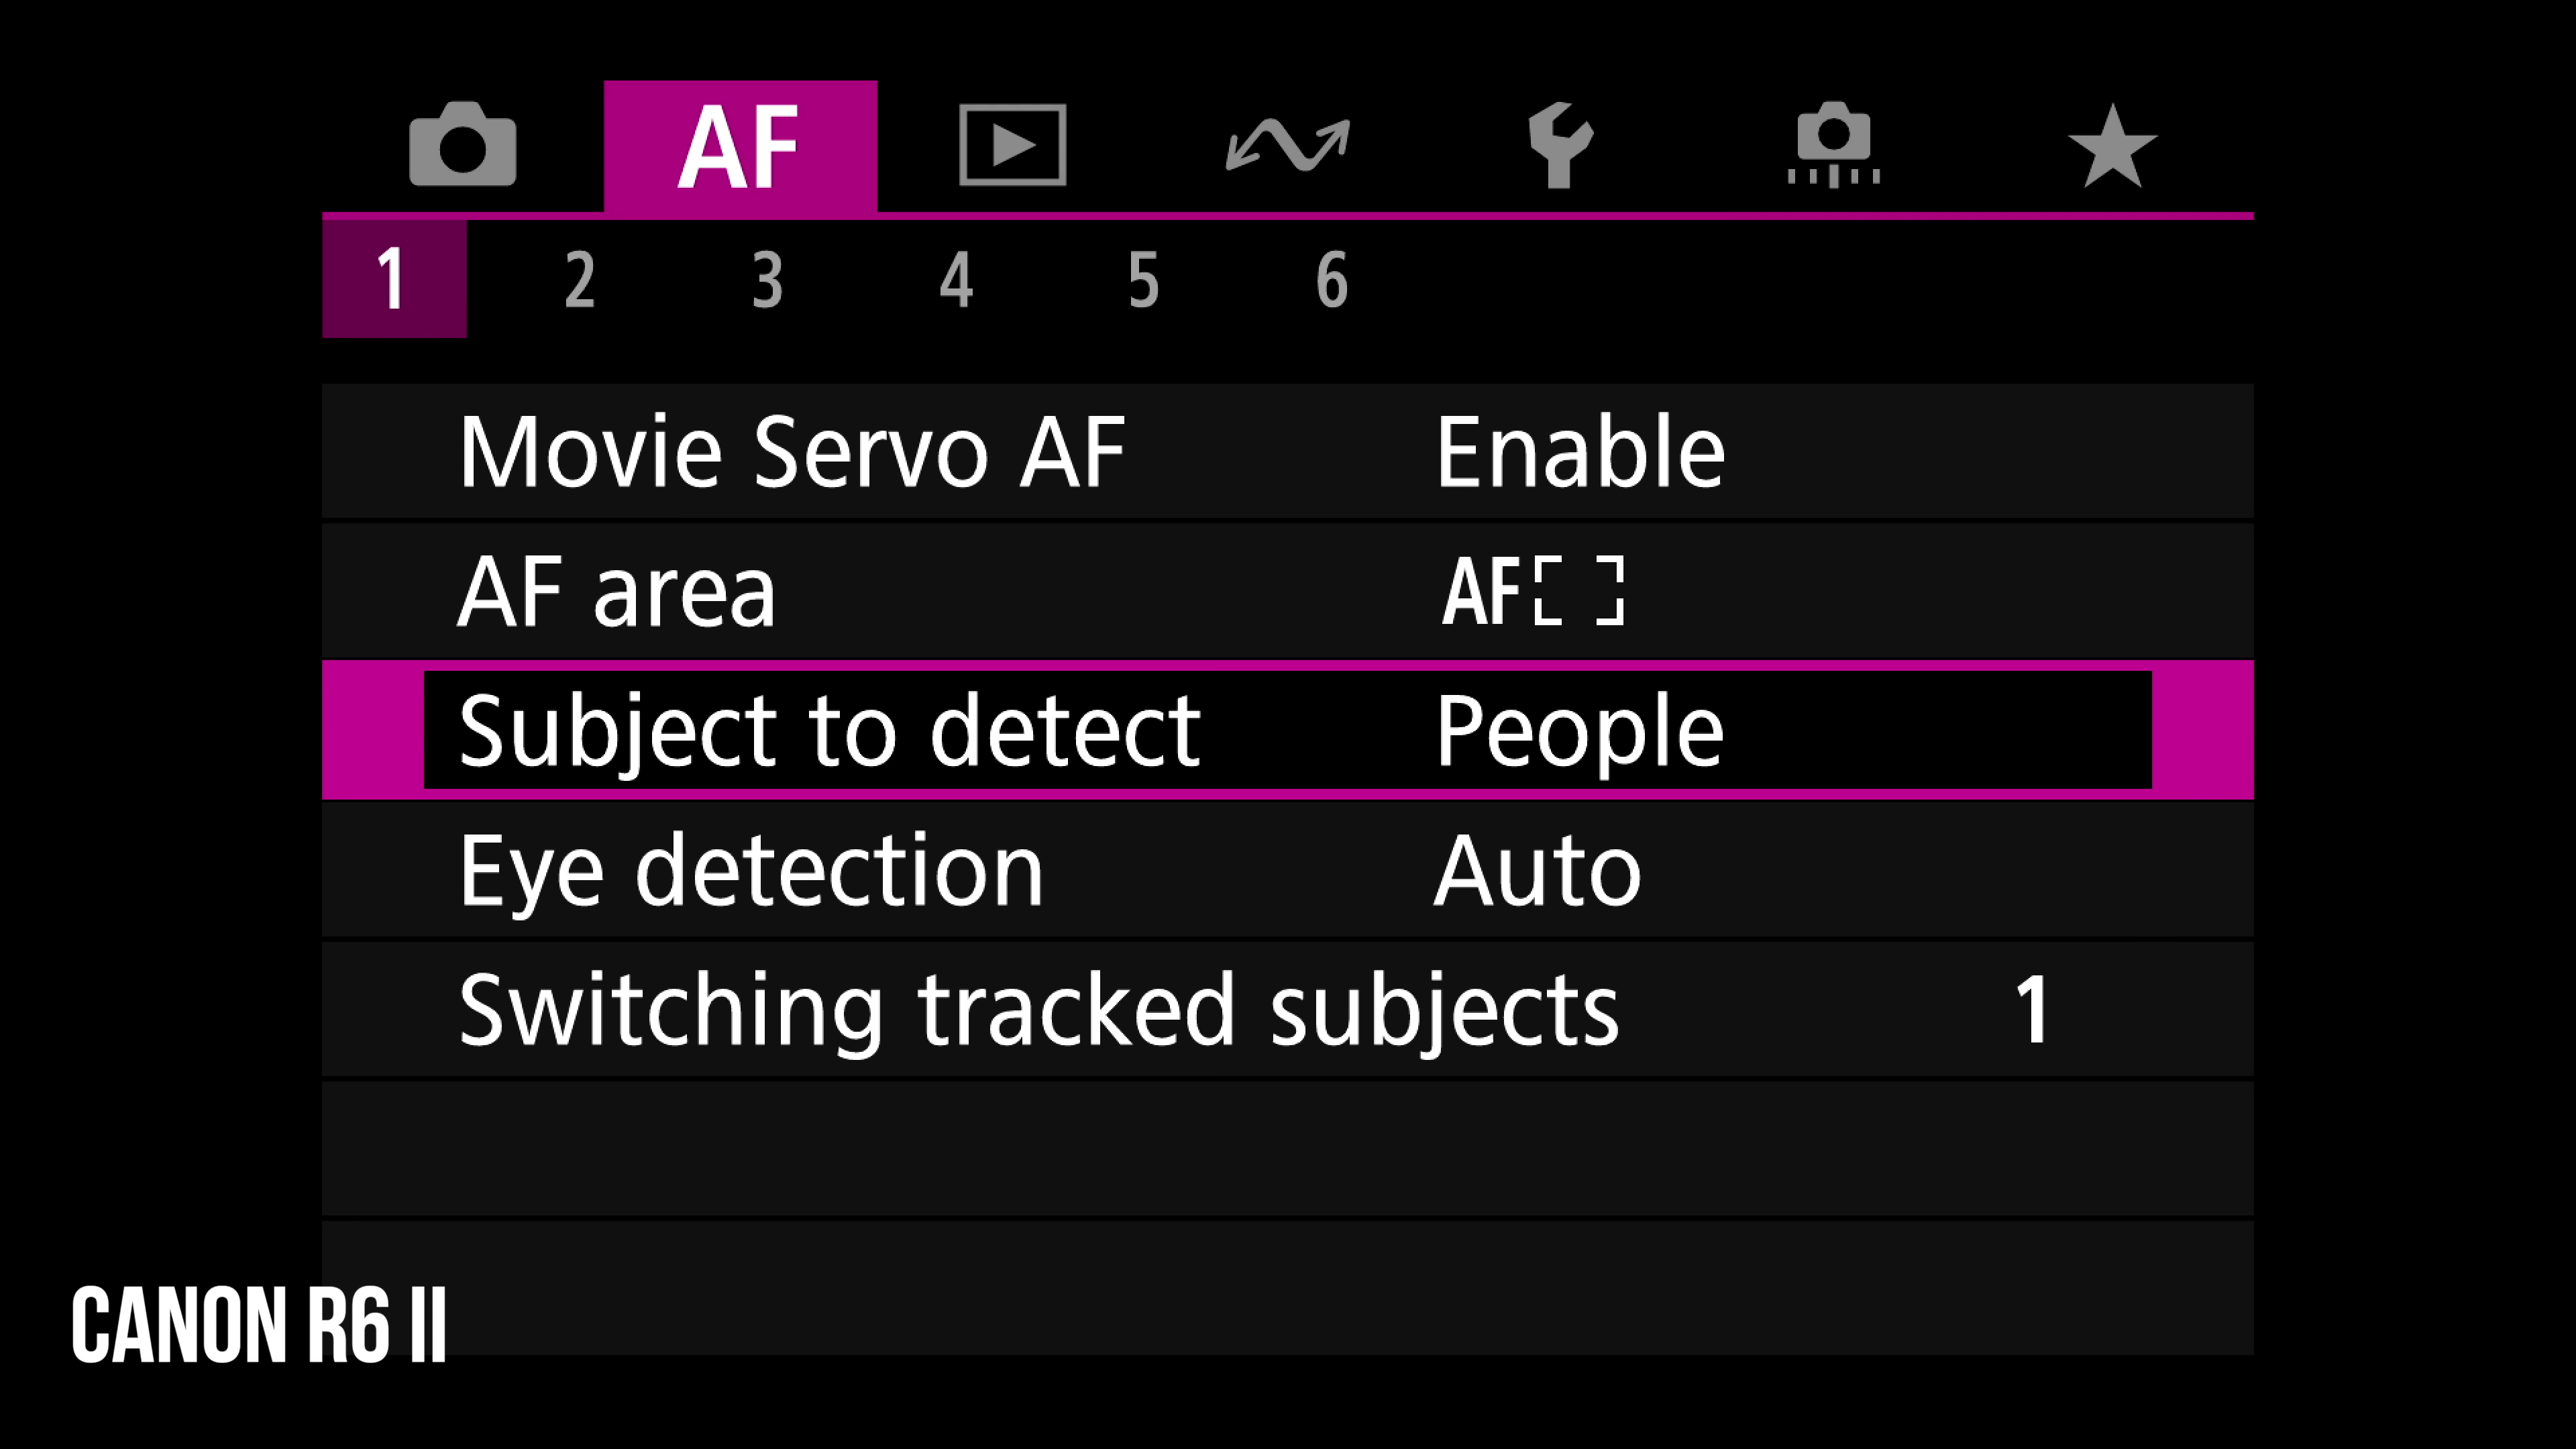 AF
1 2 3 4 5 6
Movie Servo AF Enable
AF area AF
Subject to detect People
Eye detection Auto
Switching tracked subjects 1
CANON R6 II